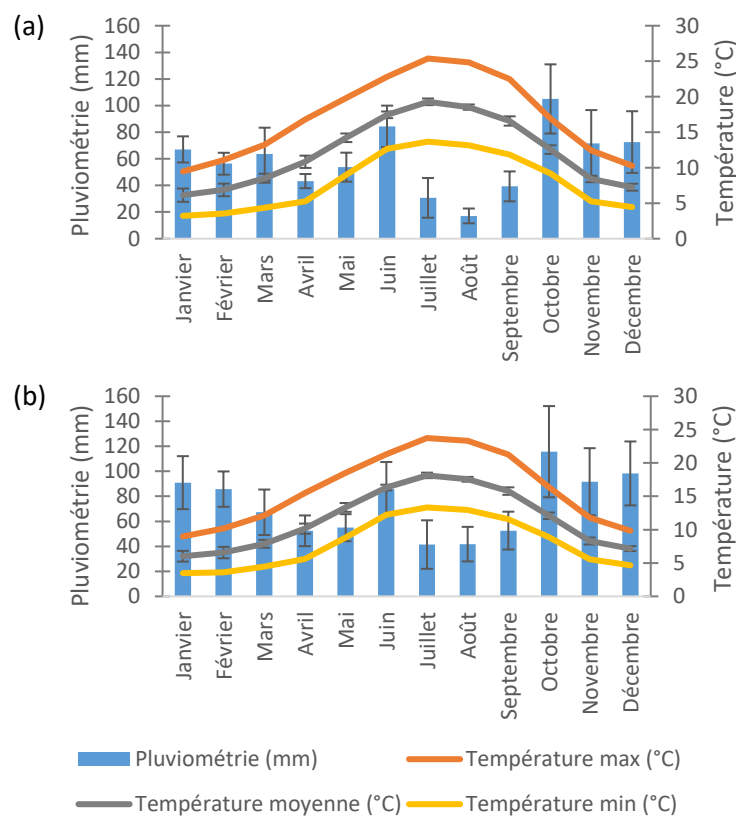 (a)
Pluviométrie (mm)
160
140
120
100
80
60
40
20
0
Température (°C)
30
25
20
15
10
5
0
Janvier
Février
Mars
Avril
Mai
Juin
Juillet
Août
Septembre
Octobre
Novembre
Décembre
(b)
Pluviométrie (mm)
160
140
120
100
80
60
40
20
0
Température (°C)
30
25
20
15
10
5
0
Janvier
Février
Mars
Avril
Mai
Juin
Juillet
Août
Septembre
Octobre
Novembre
Décembre
Pluviométrie (mm)
Température max (°C)
Température moyenne (°C)
Température min (°C)